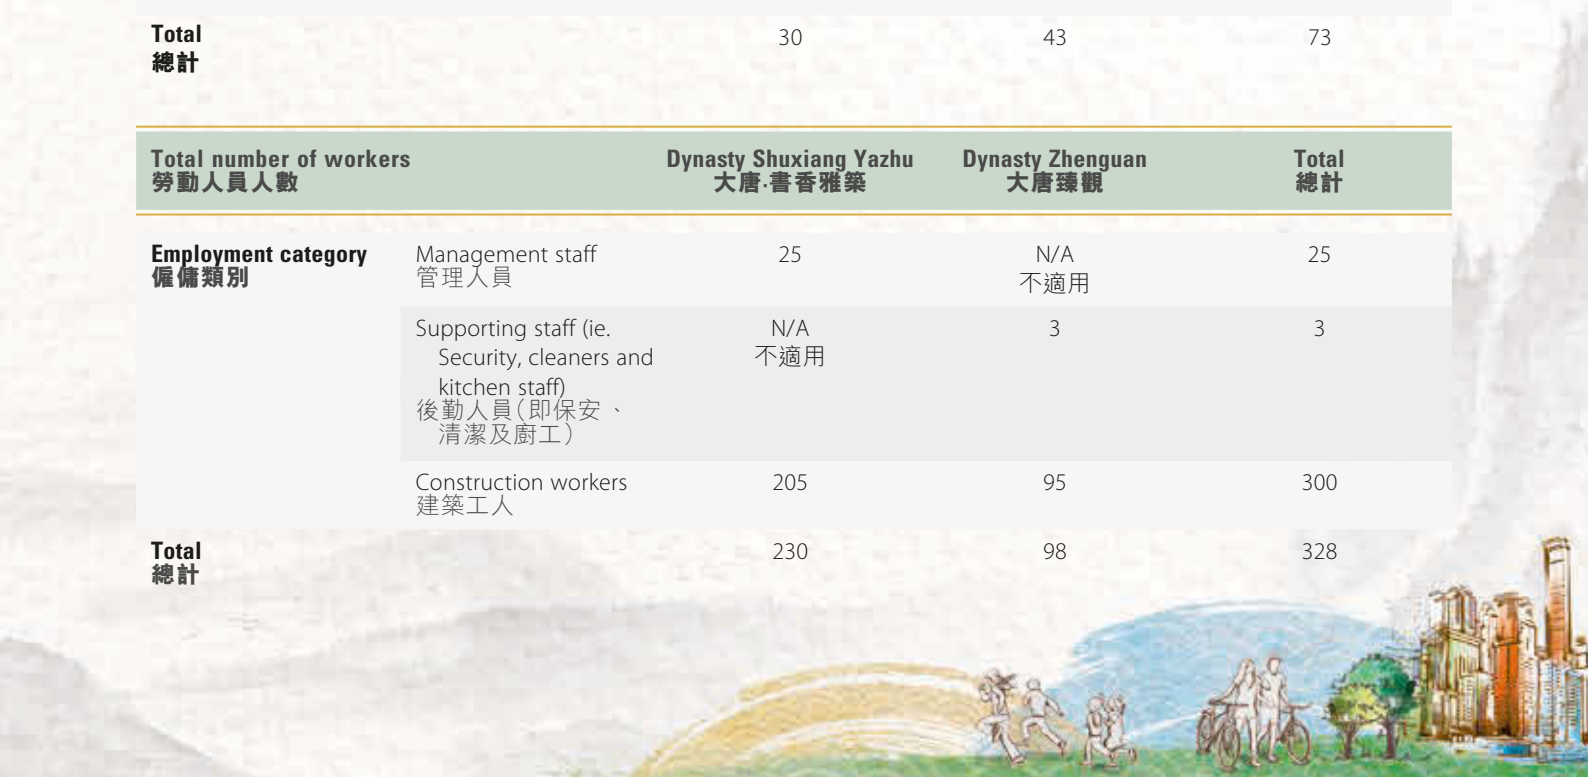 Total 30 43 73
總計
Total number of workers Dynasty Shuxiang Yazhu Dynasty Zhenguan Total
勞動人員人數 大唐·書香雅築 大唐臻觀 總計
Employment category Management staff 25 N/A 25
僱傭類別 管理人員 不適用
Supporting staff (ie. N/A 3 3
Security, cleaners and 不適用
kitchen staff)
後勤人員(即保安、
清潔及廚工)
Construction workers 205 95 300
建築工人
Total 230 98 328
總計